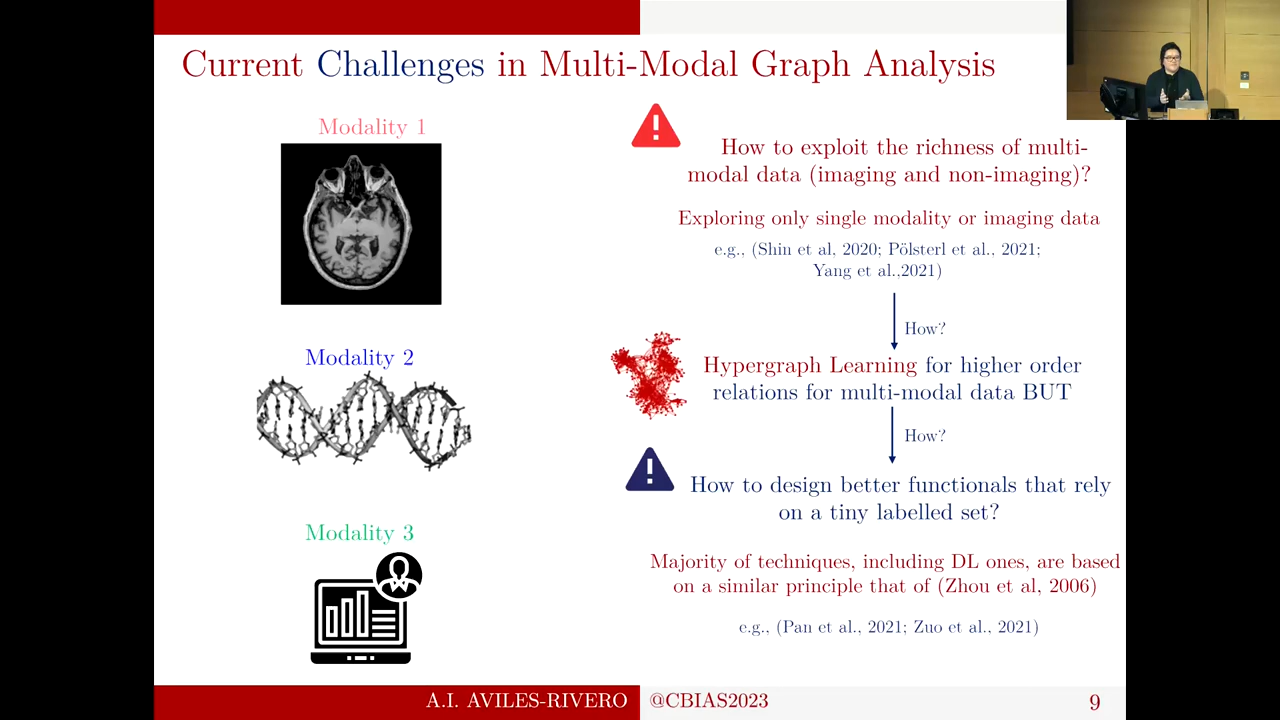 Current Challenges in Multi-Modal Graph Analysis
Modality 1
Modality 2
Modality 3
How to exploit the richness of multi-
modal data (imaging and non-imaging)?
Exploring only single modality or imaging data
e.g., (Shin et al, 2020; Pölsterl et al., 2021;
Yang et al.,2021)
How?
Hypergraph Learning for higher order
relations for multi-modal data BUT
How?
How to design better functionals that rely
on a tiny labelled set?
Majority of techniques, including DL ones, are based
on a similar principle that of (Zhou et al, 2006)
e.g., (Pan et al., 2021; Zuo et al., 2021)
A.I. AVILES-RIVERO
@CBIAS2023
9